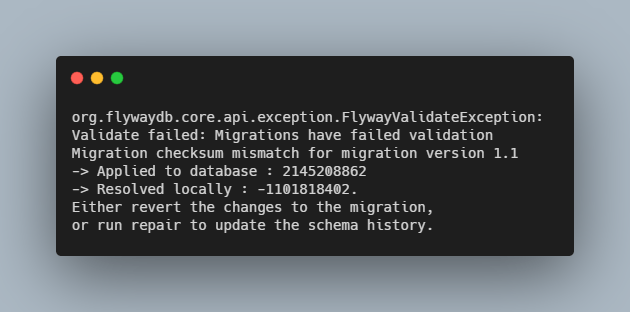 org.flywaydb.core.api.exception.FlywayValidateException:
Validate failed: Migrations have failed validation
Migration checksum mismatch for migration version 1.1
-> Applied to database : 2145208862
-> Resolved locally : -1101818402.
Either revert the changes to the migration,
or run repair to update the schema history.